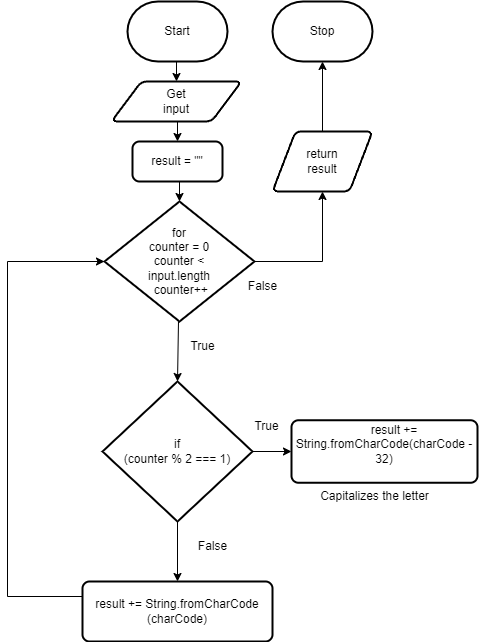 Start
Stop
Get
input
result = ""
return
result
for
counter = 0
counter <
input.length
counter++
False
True
if
(counter % 2 === 1)
True
result +=
String.fromCharCode(charCode -
32)
Capitalizes the letter
False
result += String.fromCharCode
(charCode)